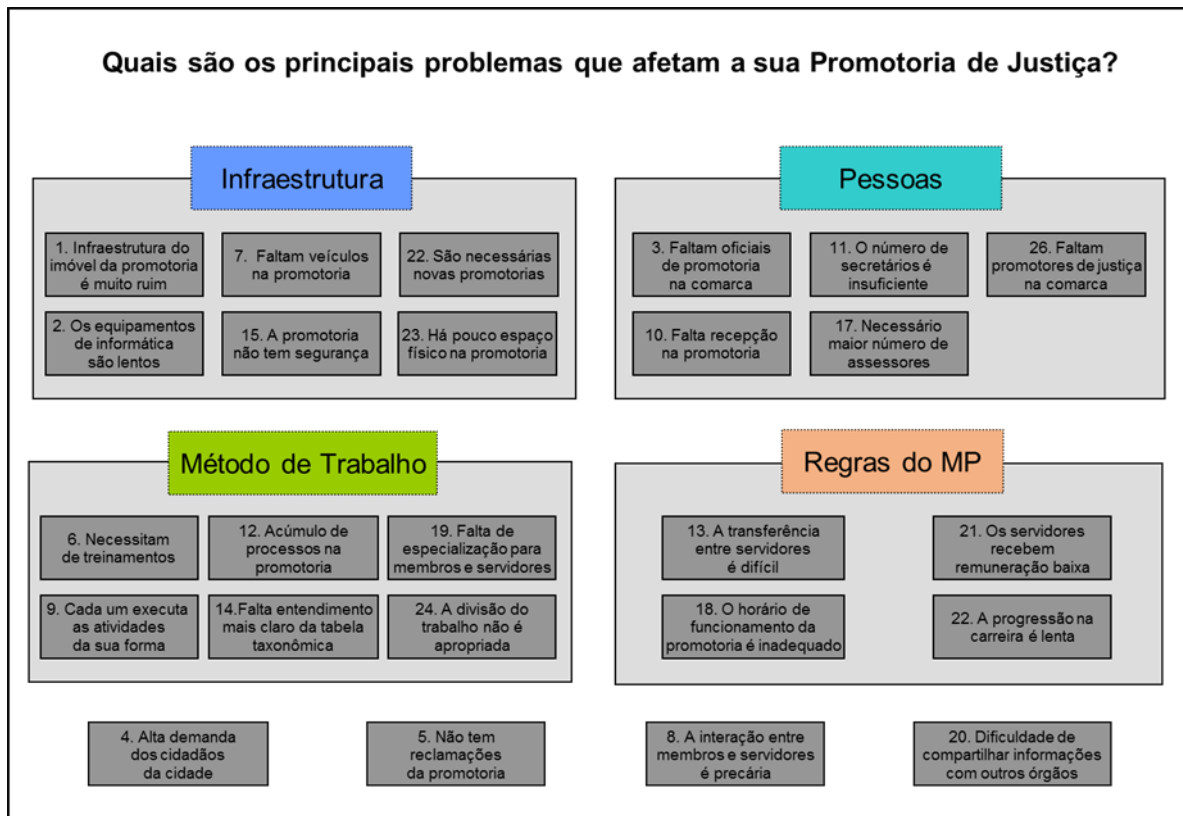 Quais são os principais problemas que afetam a sua Promotoria de Justiça?
Infraestrutura
1. Infraestrutura do
imóvel da promotoria
é muito ruim
7. Faltam veículos
na promotoria
22. São necessárias
novas promotorias
2. Os equipamentos
de informática
são lentos
15. A promotoria
não tem segurança
23. Há pouco espaço
físico na promotoria
Pessoas
3. Faltam oficiais
de promotoria
na comarca
11. O número de
secretários é
insuficiente
26. Faltam
promotores de justiça
na comarca
10. Falta recepção
na promotoria
17. Necessário
maior número de
assessores
Método de Trabalho
6. Necessitam
de treinamentos
12. Acúmulo de
processos na
promotoria
19. Falta de
especialização para
membros e servidores
9. Cada um executa
as atividades
da sua forma
14.Falta entendimento
mais claro da tabela
taxonômica
24. A divisão do
trabalho não é
apropriada
Regras do MP
13. A transferência
entre servidores
é difícil
21. Os servidores
recebem
remuneração baixa
18. O horário de
funcionamento da
promotoria é inadequado
22. A progressão na
carreira é lenta
4. Alta demanda
dos cidadãos
da cidade
5. Não tem
reclamações
da promotoria
8. A interação entre
membros e servidores
é precária
20. Dificuldade de
compartilhar informações
com outros órgãos